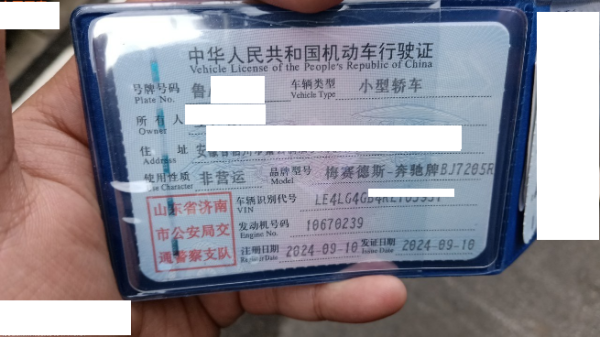 中华人民共和国机动车行驶证
Vehicle License of the People's Republic of China
号牌号码 鲁 车辆类型 小型轿车
Plate No. Vehicle Type
所有人
Owner
住址 安徽省
Address
使用性质 非营运 品牌型号 梅赛德斯-奔驰牌BJ7205R
Use Character Model
山东省济南市公安局交通警察支队
车辆识别代号
VIN
发动机号码 10670239
Engine No.
注册日期 2024-09-10 发证日期 2024-09-10
Register Date Issue Date